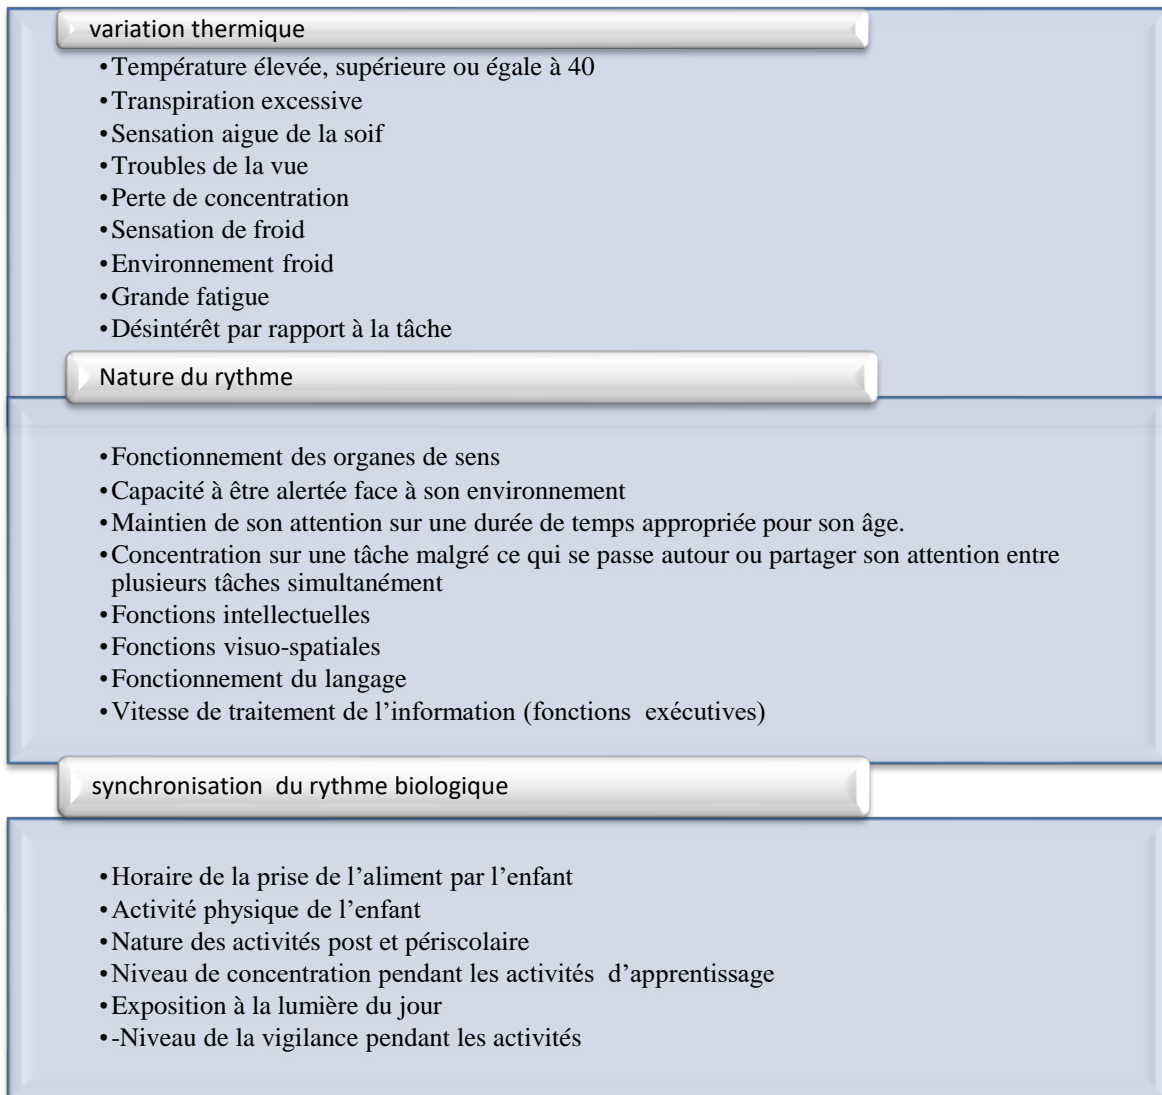 variation thermique
•Température élevée, supérieure ou égale à 40
•Transpiration excessive
•Sensation aigue de la soif
•Troubles de la vue
•Perte de concentration
•Sensation de froid
•Environnement froid
•Grande fatigue
•Désintérêt par rapport à la tâche
Nature du rythme
•Fonctionnement des organes de sens
•Capacité à être alertée face à son environnement
•Maintien de son attention sur une durée de temps appropriée pour son âge.
•Concentration sur une tâche malgré ce qui se passe autour ou partager son attention entre
plusieurs tâches simultanément
•Fonctions intellectuelles
•Fonctions visuo-spatiales
•Fonctionnement du langage
•Vitesse de traitement de l’information (fonctions exécutives)
synchronisation du rythme biologique
•Horaire de la prise de l’aliment par l’enfant
•Activité physique de l’enfant
•Nature des activités post et périscolaire
•Niveau de concentration pendant les activités d’apprentissage
•Exposition à la lumière du jour
•-Niveau de la vigilance pendant les activités